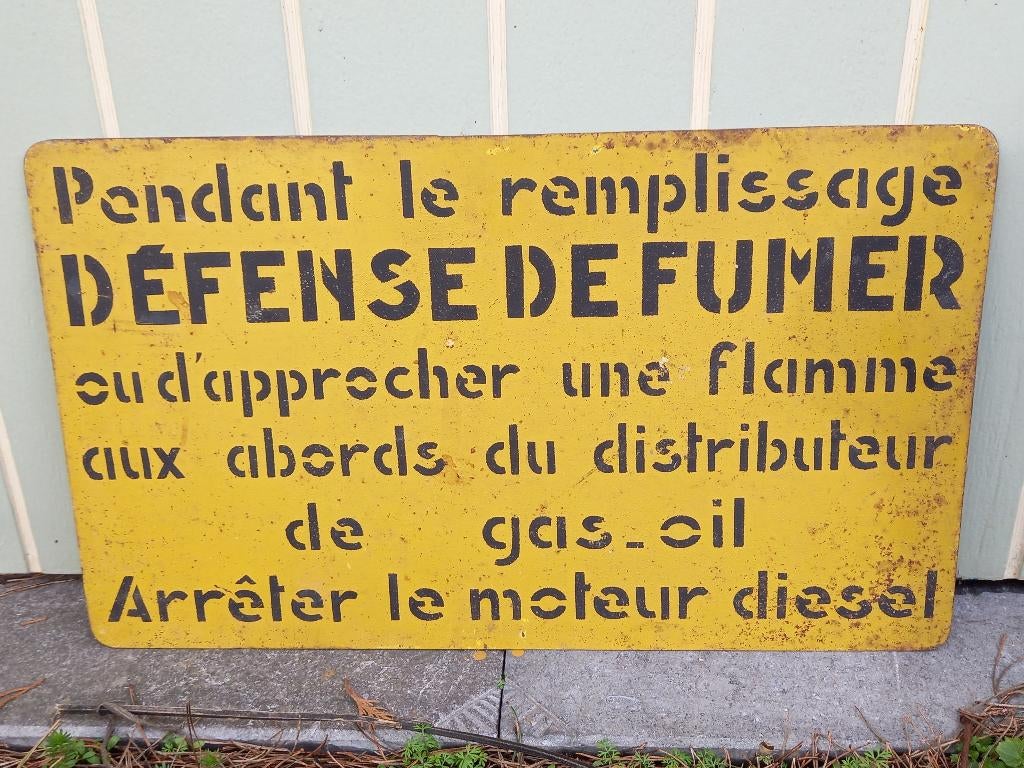 Pendant le remplissage
DÉFENSE DE FUMER
ou d'approcher une flamme
aux abords du distributeur
de gas-oil
Arrêter le moteur diesel